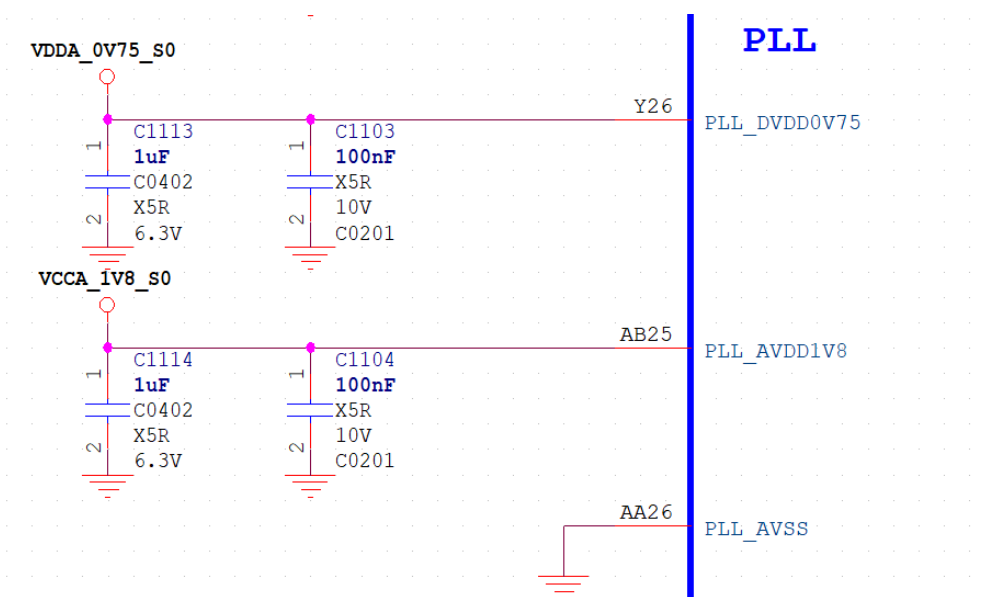 PLL
VDDA_0V75_S0
Y26
PLL_DVDD0V75
C1113
1uF
C0402
X5R
6.3V
1
2
C1103
100nF
X5R
10V
C0201
1
2
VCCA_1V8_S0
AB25
PLL_AVDD1V8
C1114
1uF
C0402
X5R
6.3V
1
2
C1104
100nF
X5R
10V
C0201
1
2
AA26
PLL_AVSS